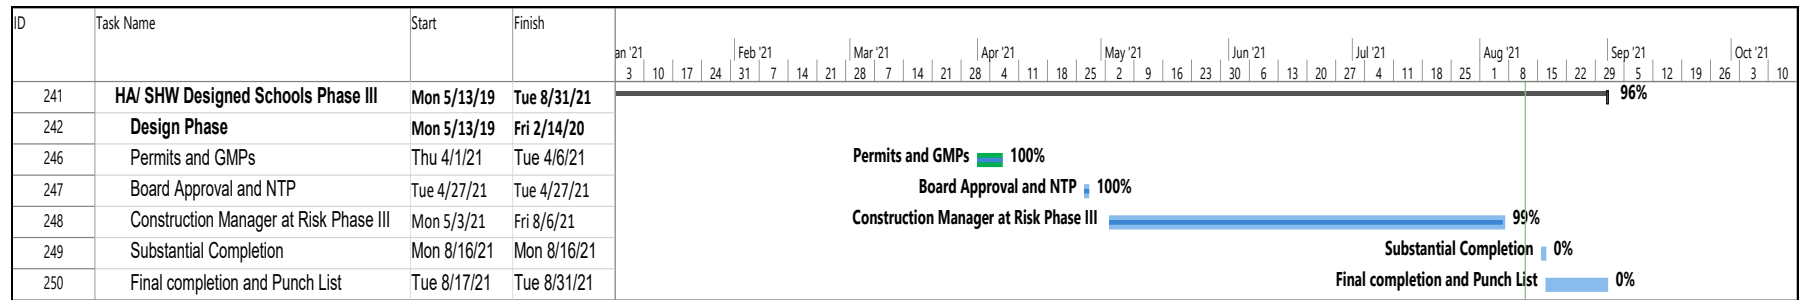 ID Task Name Start Finish
an '21 Feb '21 Mar '21 Apr '21 May '21 Jun '21 Jul '21 Aug '21 Sep '21 Oct '21
3 10 17 24 31 7 14 21 28 7 14 21 28 4 11 18 25 2 9 16 23 30 6 13 20 27 4 11 18 25 1 8 15 22 29 5 12 19 26 3 10
241 HA/ SHW Designed Schools Phase III Mon 5/13/19 Tue 8/31/21 96%
242 Design Phase Mon 5/13/19 Fri 2/14/20
246 Permits and GMPs Thu 4/1/21 Tue 4/6/21 Permits and GMPs 100%
247 Board Approval and NTP Tue 4/27/21 Tue 4/27/21 Board Approval and NTP 100%
248 Construction Manager at Risk Phase III Mon 5/3/21 Fri 8/6/21 Construction Manager at Risk Phase III 99%
249 Substantial Completion Mon 8/16/21 Mon 8/16/21 Substantial Completion 0%
250 Final completion and Punch List Tue 8/17/21 Tue 8/31/21 Final completion and Punch List 0%